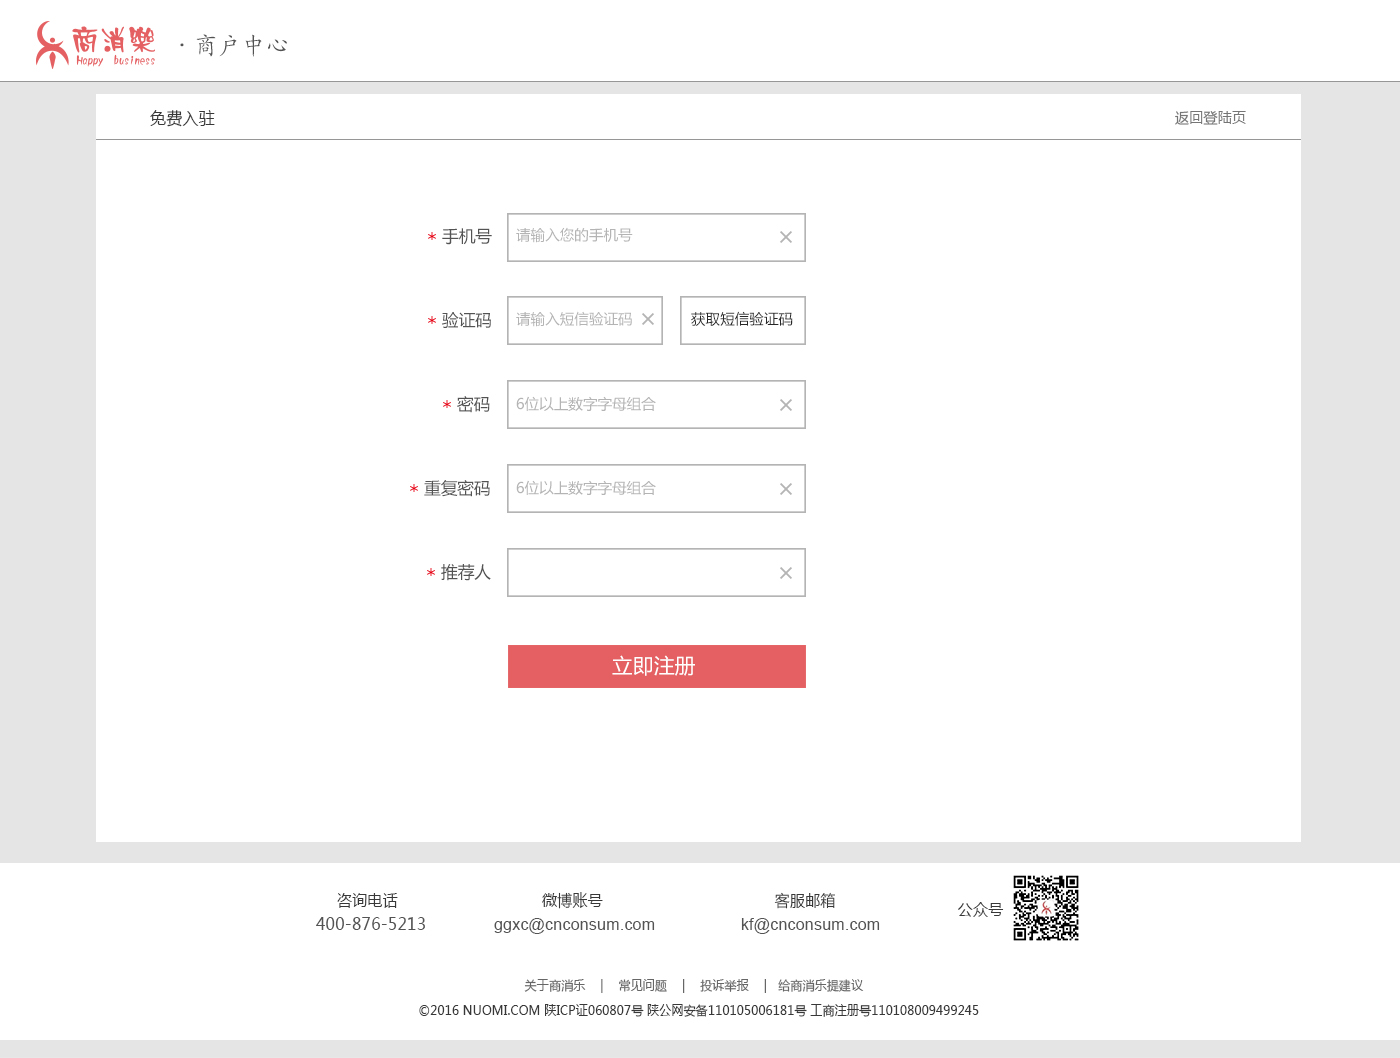 商消樂
Happy business
·商户中心
免费入驻
返回登陆页
* 手机号
请输入您的手机号
* 验证码
请输入短信验证码
获取短信验证码
* 密码
6位以上数字字母组合
* 重复密码
6位以上数字字母组合
* 推荐人
立即注册
咨询电话
400-876-5213
微博账号
ggxc@cnconsum.com
客服邮箱
kf@cnconsum.com
公众号
关于商消乐 | 常见问题 | 投诉举报 | 给商消乐提建议
©2016 NUOMI.COM 陕ICP证060807号 陕公网安备110105006181号 工商注册号110108009499245